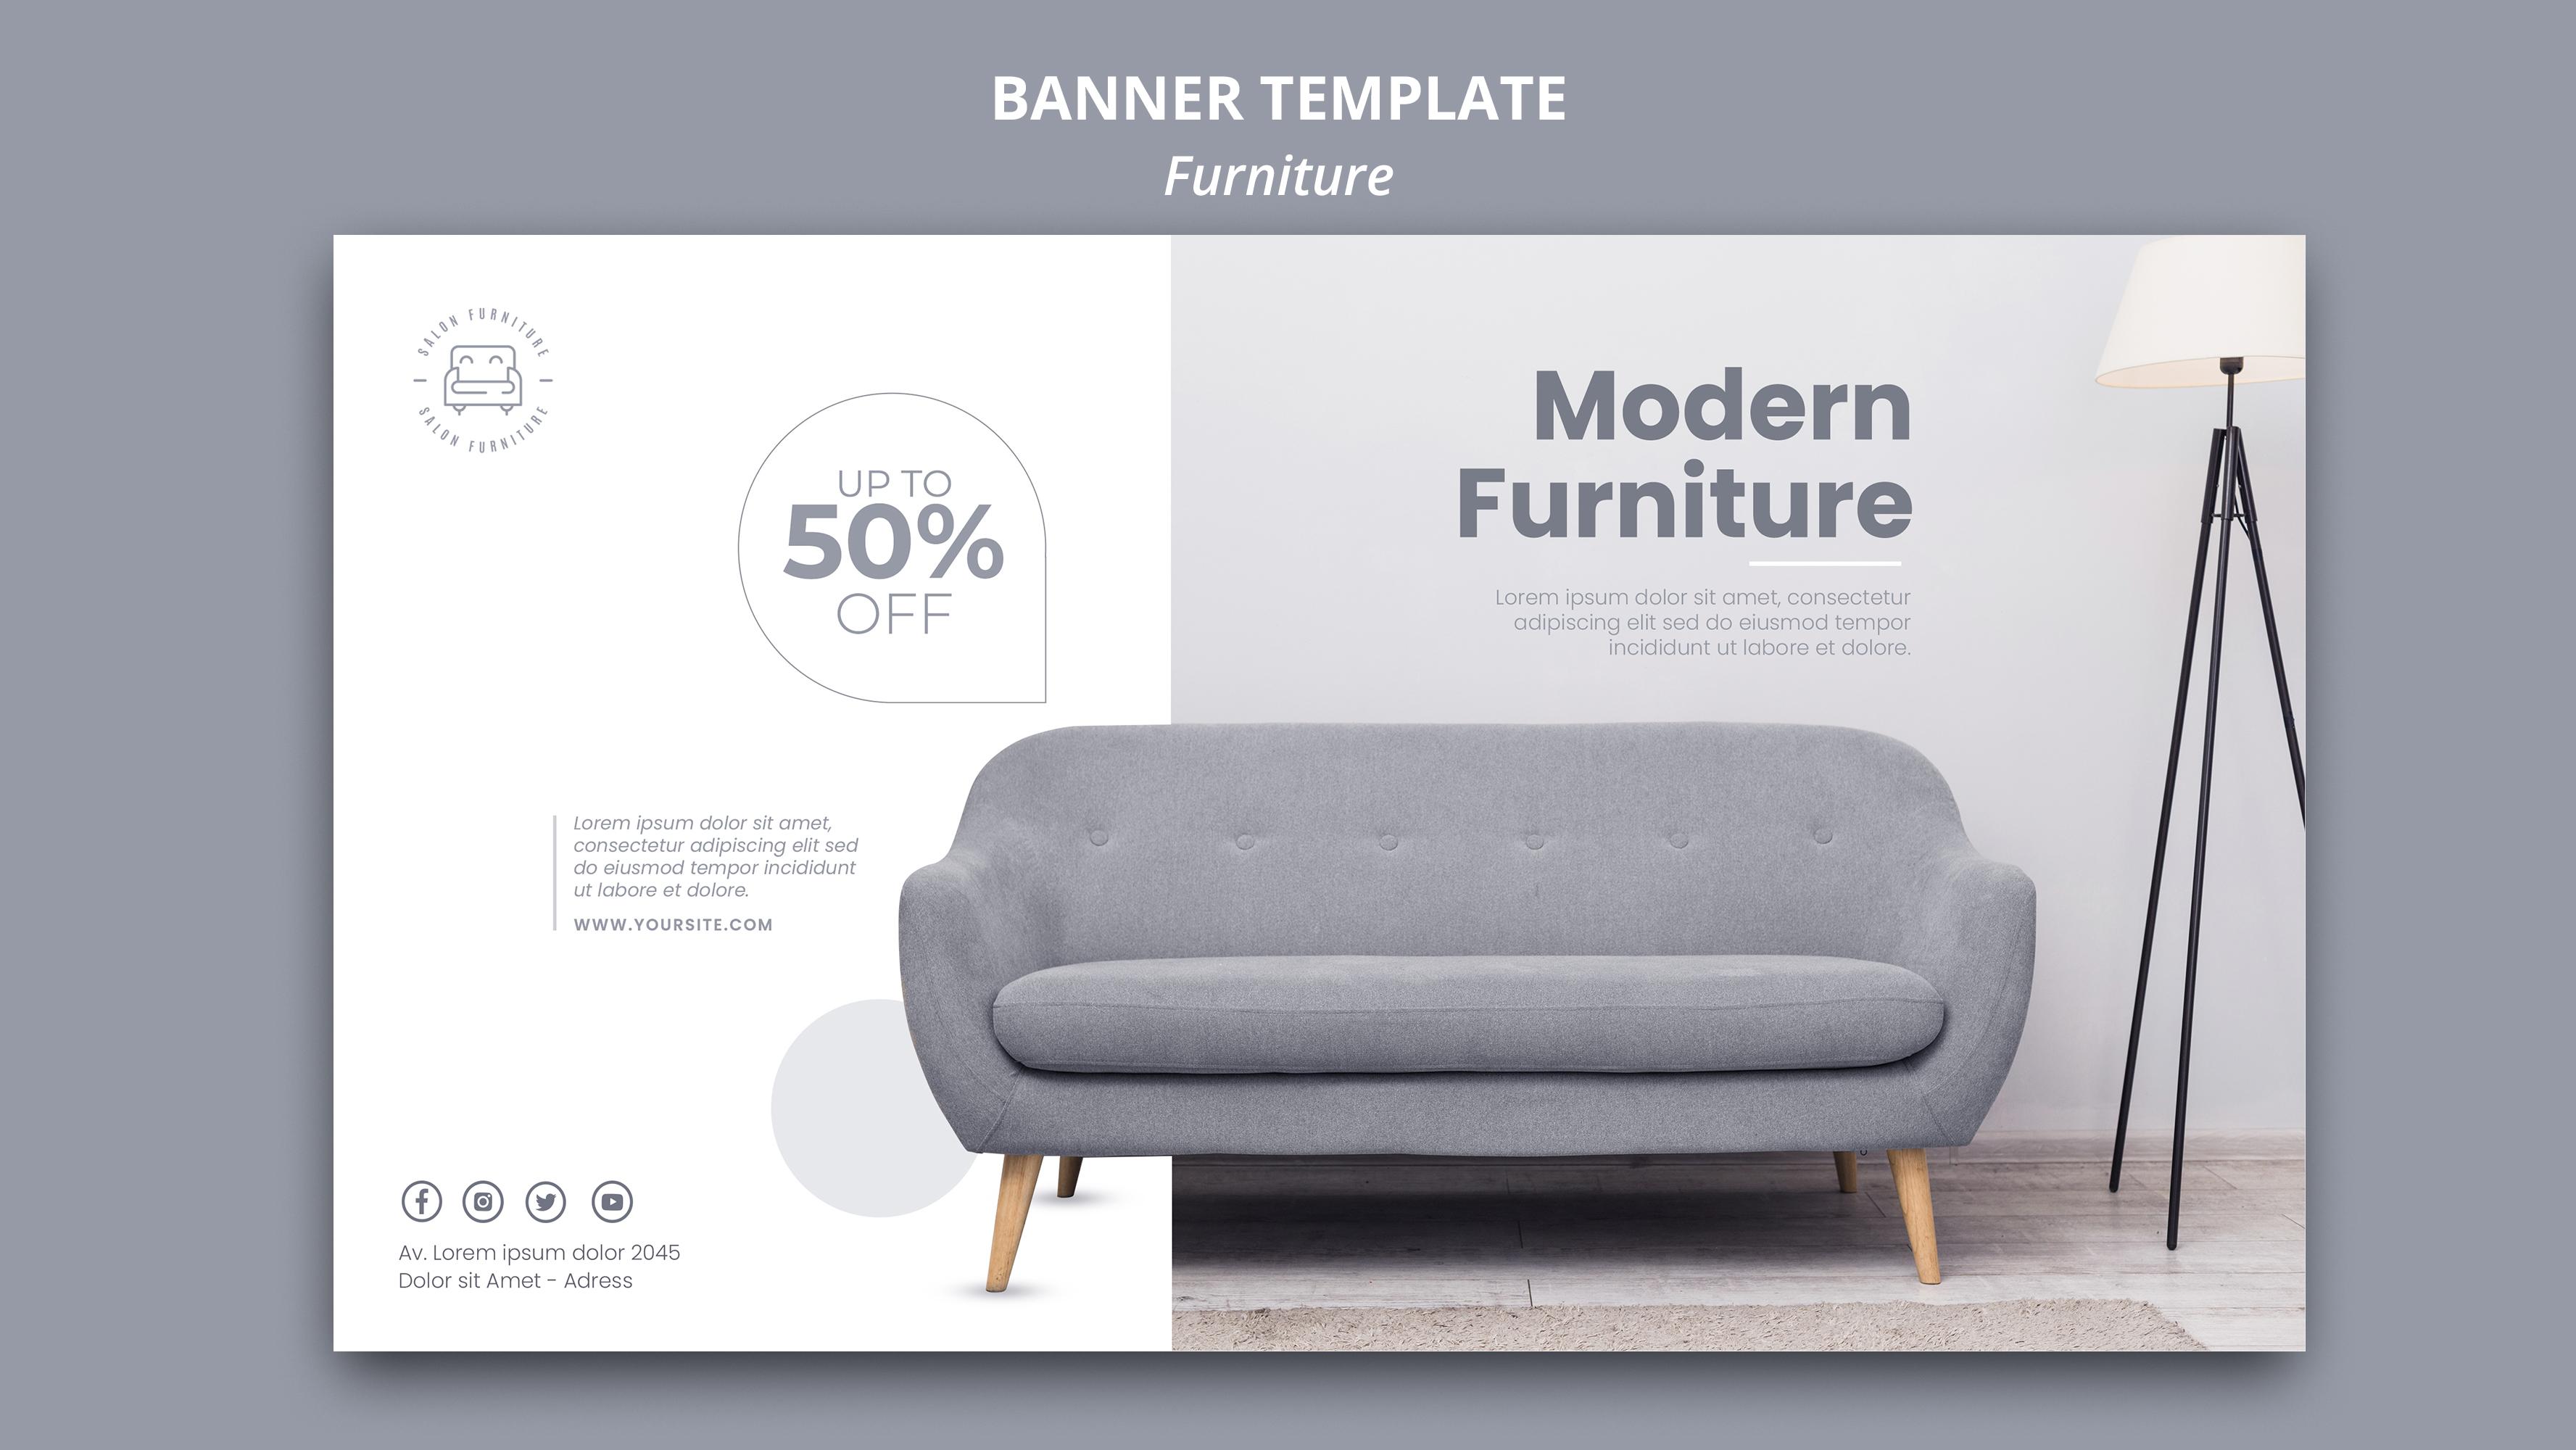 BANNER TEMPLATE
Furniture
SALON FURNITURE
SALON FURNITURE
UP TO
50%
OFF
Modern
Furniture
Lorem ipsum dolor sit amet, consectetur
adipiscing elit sed do eiusmod tempor
incididunt ut labore et dolore.
Lorem ipsum dolor sit amet,
consectetur adipiscing elit sed
do eiusmod tempor incididunt
ut labore et dolore.
WWW.YOURSITE.COM
Av. Lorem ipsum dolor 2045
Dolor sit Amet - Adress